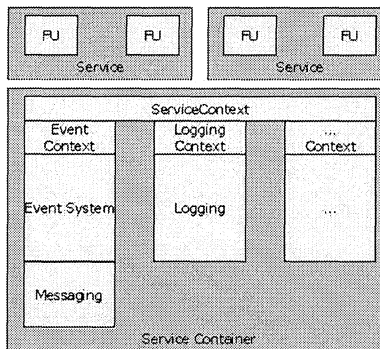 FU FU FU FU
Service Service
ServiceContext
Event Logging ...
Context Context Context
Event System Logging ...
Messaging
Service Container